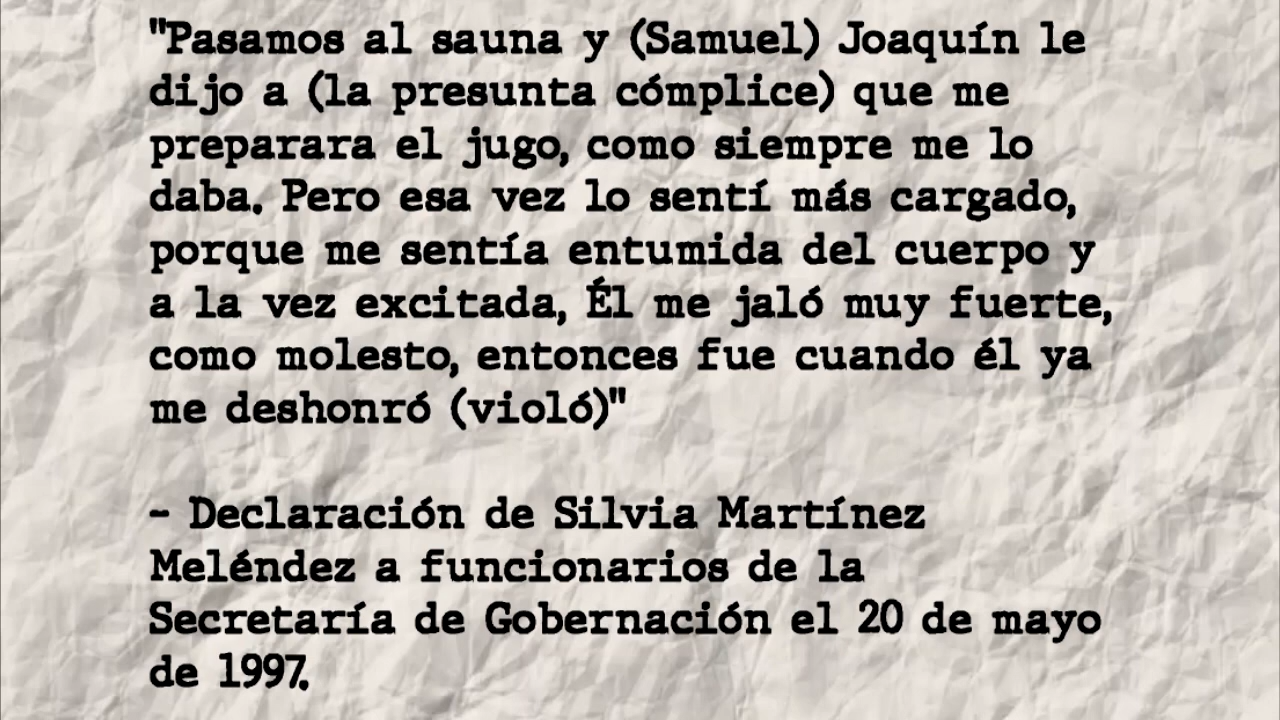 "Pasamos al sauna y (Samuel) Joaquín le
dijo a (la presunta cómplice) que me
preparara el jugo, como siempre me lo
daba. Pero esa vez lo sentí más cargado,
porque me sentía entumida del cuerpo y
a la vez excitada, Él me jaló muy fuerte,
como molesto, entonces fue cuando él ya
me deshonró (violó)"
- Declaración de Silvia Martínez
Meléndez a funcionarios de la
Secretaría de Gobernación el 20 de mayo
de 1997.